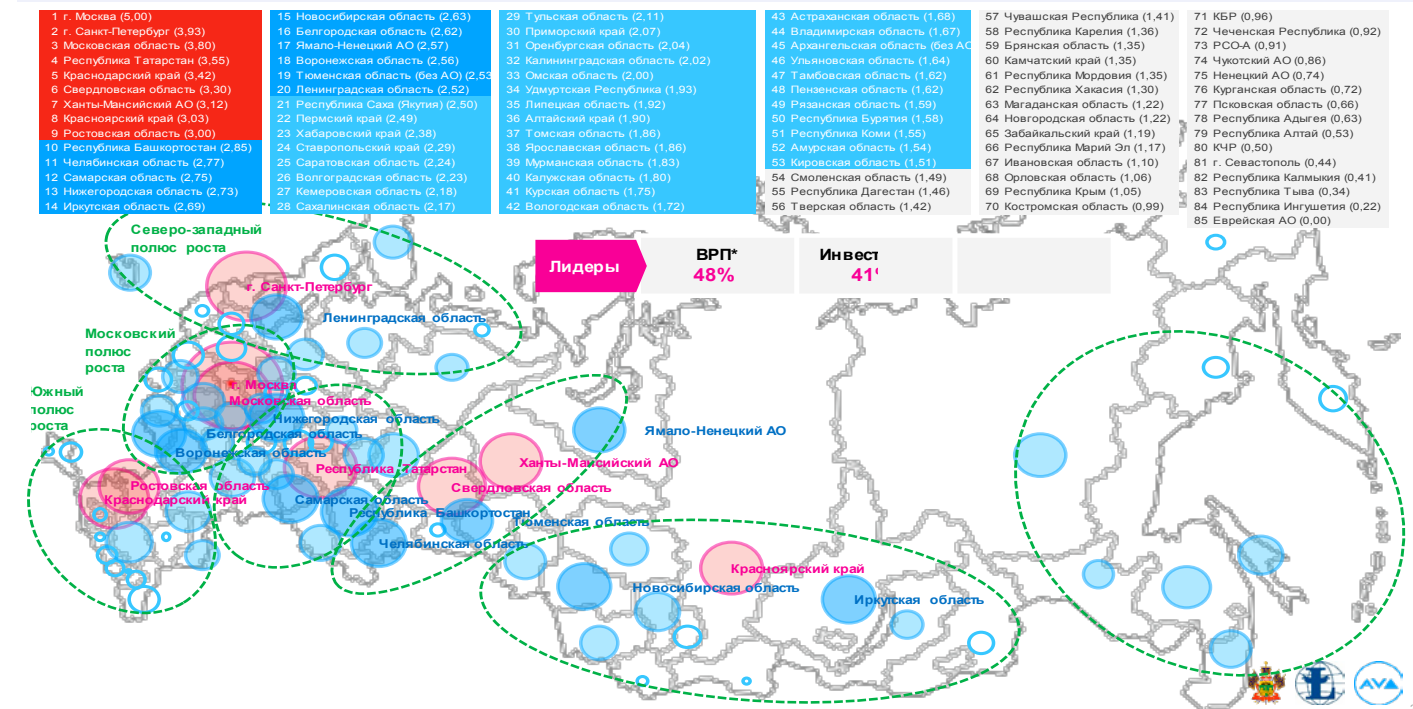 1 г. Москва (5,00)
2 г. Санкт-Петербург (3,93)
3 Московская область (3,80)
4 Республика Татарстан (3,55)
5 Краснодарский край (3,42)
6 Свердловская область (3,30)
7 Ханты-Мансийский АО (3,12)
8 Красноярский край (3,03)
9 Ростовская область (3,00)
10 Республика Башкортостан (2,85)
11 Челябинская область (2,77)
12 Самарская область (2,75)
13 Нижегородская область (2,73)
14 Иркутская область (2,69)
15 Новосибирская область (2,63)
16 Белгородская область (2,62)
17 Ямало-Ненецкий АО (2,57)
18 Воронежская область (2,56)
19 Тюменская область (без АО) (2,53
20 Ленинградская область (2,52)
21 Республика Саха (Якутия) (2,50)
22 Пермский край (2,49)
23 Хабаровский край (2,38)
24 Ставропольский край (2,29)
25 Саратовская область (2,24)
26 Волгоградская область (2,23)
27 Кемеровская область (2,18)
28 Сахалинская область (2,17)
29 Тульская область (2,11)
30 Приморский край (2,07)
31 Оренбургская область (2,04)
32 Калининградская область (2,02)
33 Омская область (2,00)
34 Удмуртская Республика (1,93)
35 Липецкая область (1,92)
36 Алтайский край (1,90)
37 Томская область (1,86)
38 Ярославская область (1,86)
39 Мурманская область (1,83)
40 Калужская область (1,80)
41 Курская область (1,75)
42 Вологодская область (1,72)
43 Астраханская область (1,68)
44 Владимирская область (1,67)
45 Архангельская область (без АО
46 Ульяновская область (1,64)
47 Тамбовская область (1,62)
48 Пензенская область (1,62)
49 Рязанская область (1,59)
50 Республика Бурятия (1,58)
51 Республика Коми (1,55)
52 Амурская область (1,54)
53 Кировская область (1,51)
54 Смоленская область (1,49)
55 Республика Дагестан (1,46)
56 Тверская область (1,42)
57 Чувашская Республика (1,41)
58 Республика Карелия (1,36)
59 Брянская область (1,35)
60 Камчатский край (1,35)
61 Республика Мордовия (1,35)
62 Республика Хакасия (1,30)
63 Магаданская область (1,22)
64 Новгородская область (1,22)
65 Забайкальский край (1,19)
66 Республика Марий Эл (1,17)
67 Ивановская область (1,10)
68 Орловская область (1,06)
69 Республика Крым (1,05)
70 Костромская область (0,99)
71 КБР (0,96)
72 Чеченская Республика (0,92)
73 РСО-А (0,91)
74 Чукотский АО (0,86)
75 Ненецкий АО (0,74)
76 Курганская область (0,72)
77 Псковская область (0,66)
78 Республика Адыгея (0,63)
79 Республика Алтай (0,53)
80 КЧР (0,50)
81 г. Севастополь (0,44)
82 Республика Калмыкия (0,41)
83 Республика Тыва (0,34)
84 Республика Ингушетия (0,22)
85 Еврейская АО (0,00)
Северо-западный
полюс роста
Лидеры
ВРП*
48%
Инвест
41
г. Санкт-Петербург
Ленинградская область
Московский
полюс
роста
г. Москва
Московская область
Южный
полюс
роста
Нижегородская область
Белгородская область
Воронежская область
Ямало-Ненецкий АО
Ханты-Мансийский АО
Республика Татарстан
Свердловская область
Ростовская область
Краснодарский край
Самарская область
Республика Башкортостан
Тюменская область
Челябинская область
Красноярский край
Новосибирская область
Иркутская область
AVA